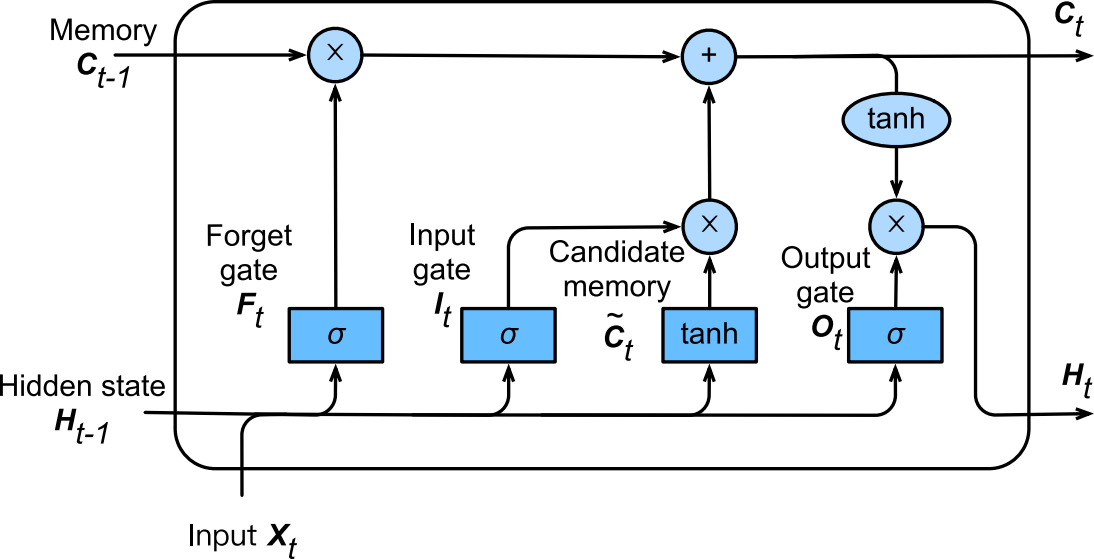 Memory
C_{t-1}
×
+
C_t
tanh
Forget
gate
F_t
Input
gate
I_t
×
Candidate
memory
C̃_t
×
Output
gate
O_t
σ
σ
tanh
σ
Hidden state
H_{t-1}
H_t
Input X_t